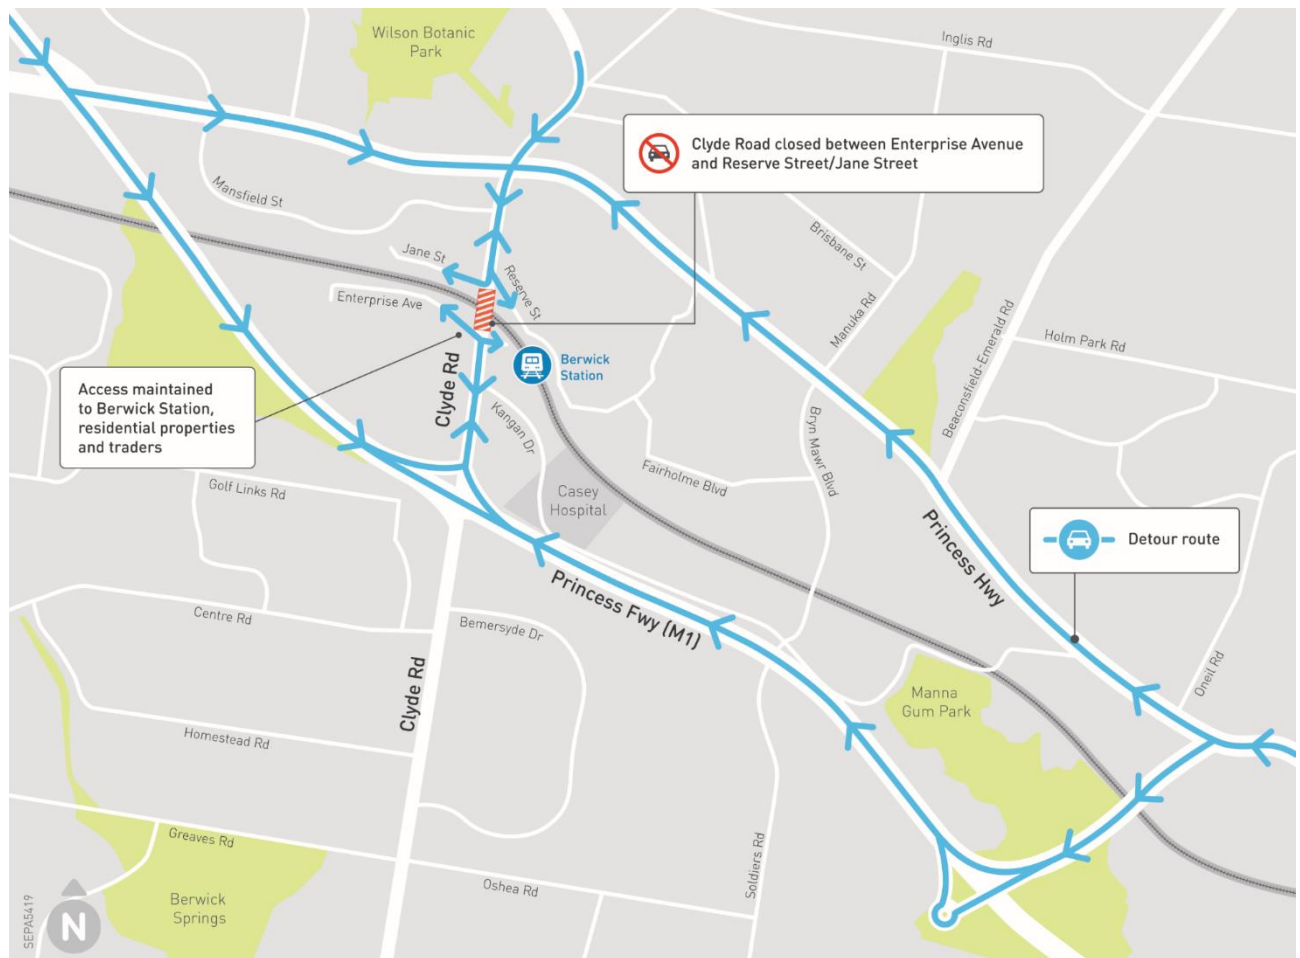 Wilson Botanic
Park
Inglis Rd
Clyde Road closed between Enterprise Avenue
and Reserve Street/Jane Street
Mansfield St
Brisbane St
Jane St
Reserve St
Enterprise Ave
Manuka Rd
Beaconsfield-Emerald Rd
Holm Park Rd
Berwick
Station
Clyde Rd
Access maintained
to Berwick Station,
residential properties
and traders
Kangan Dr
Bryn Mawr Blvd
Fairholme Blvd
Golf Links Rd
Casey
Hospital
Princess Hwy
Detour route
Princess Fwy (M1)
Centre Rd
Bemersyde Dr
Oneil Rd
Clyde Rd
Manna
Gum Park
Homestead Rd
Greaves Rd
Soldiers Rd
Oshea Rd
Berwick
Springs
N
SEPA5419